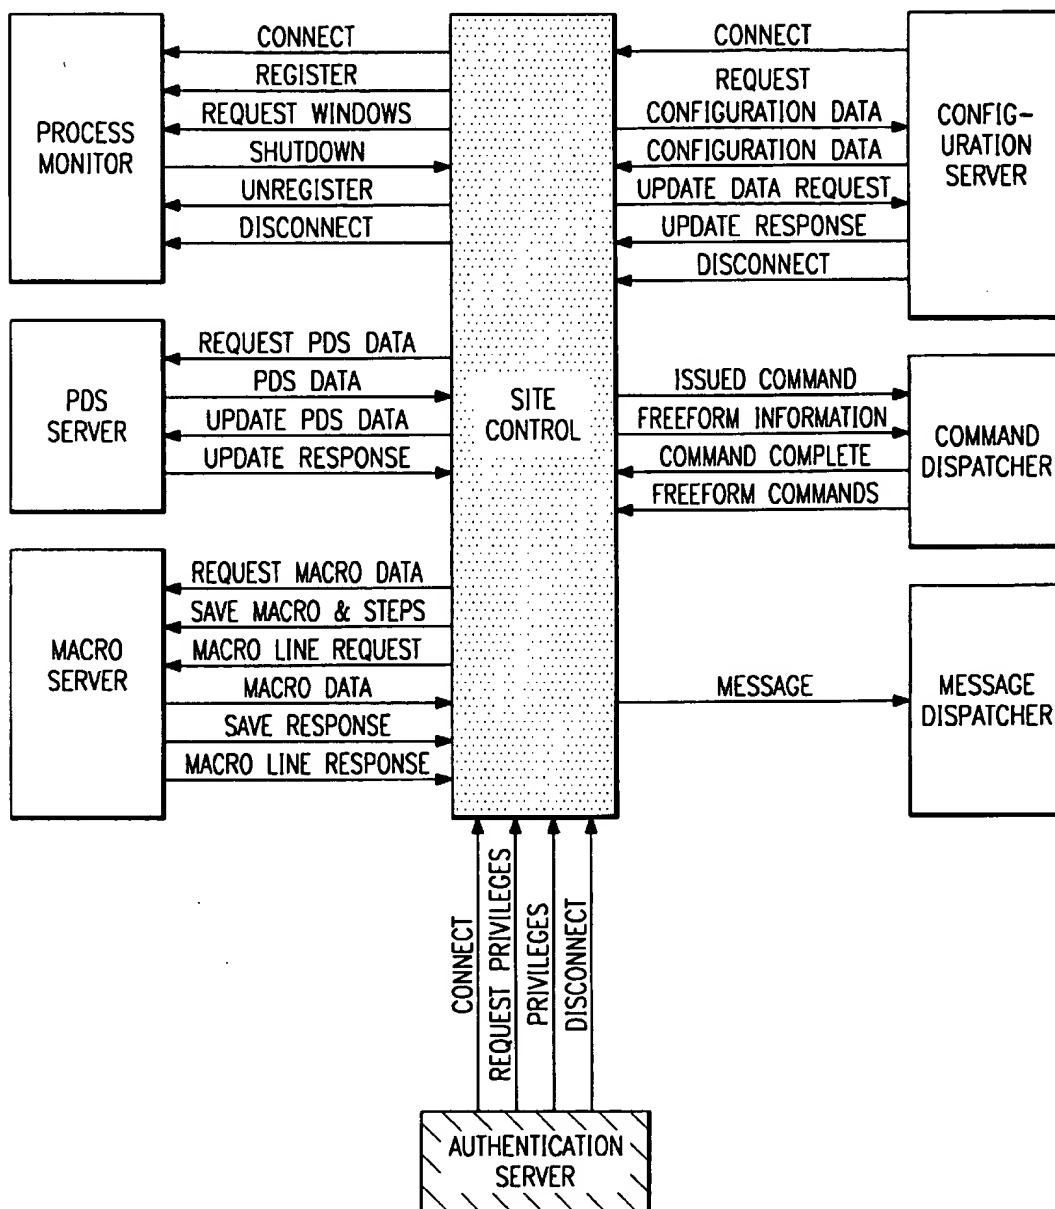 PROCESS
MONITOR
CONNECT
REGISTER
REQUEST WINDOWS
SHUTDOWN
UNREGISTER
DISCONNECT
PDS
SERVER
REQUEST PDS DATA
PDS DATA
UPDATE PDS DATA
UPDATE RESPONSE
MACRO
SERVER
REQUEST MACRO DATA
SAVE MACRO & STEPS
MACRO LINE REQUEST
MACRO DATA
SAVE RESPONSE
MACRO LINE RESPONSE
SITE
CONTROL
CONNECT
REQUEST
CONFIGURATION DATA
CONFIGURATION DATA
UPDATE DATA REQUEST
UPDATE RESPONSE
DISCONNECT
CONFIG-
URATION
SERVER
ISSUED COMMAND
FREEFORM INFORMATION
COMMAND COMPLETE
FREEFORM COMMANDS
COMMAND
DISPATCHER
MESSAGE
MESSAGE
DISPATCHER
CONNECT
REQUEST PRIVILEGES
PRIVILEGES
DISCONNECT
AUTHENTICATION
SERVER